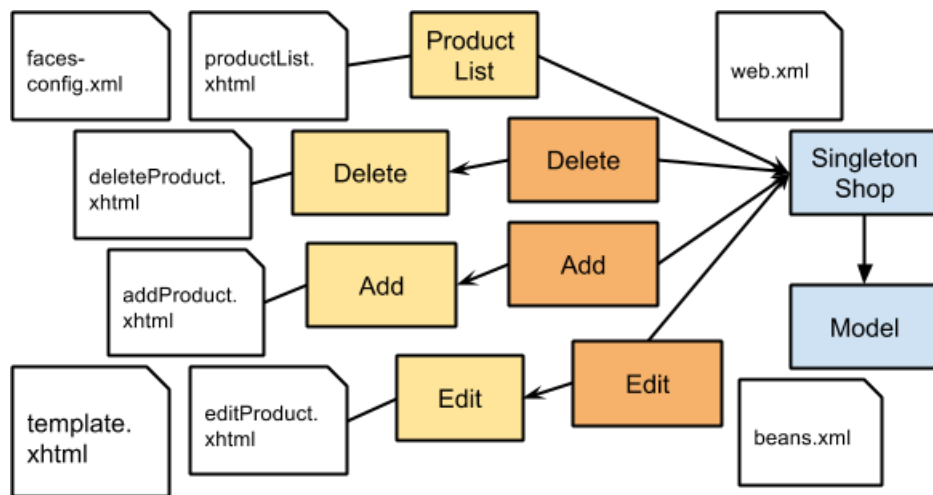 faces-
config.xml
productList.
xhtml
Product
List
web.xml
deleteProduct.
xhtml
Delete
Delete
Singleton
Shop
addProduct.
xhtml
Add
Add
Model
template.
xhtml
editProduct.
xhtml
Edit
Edit
beans.xml